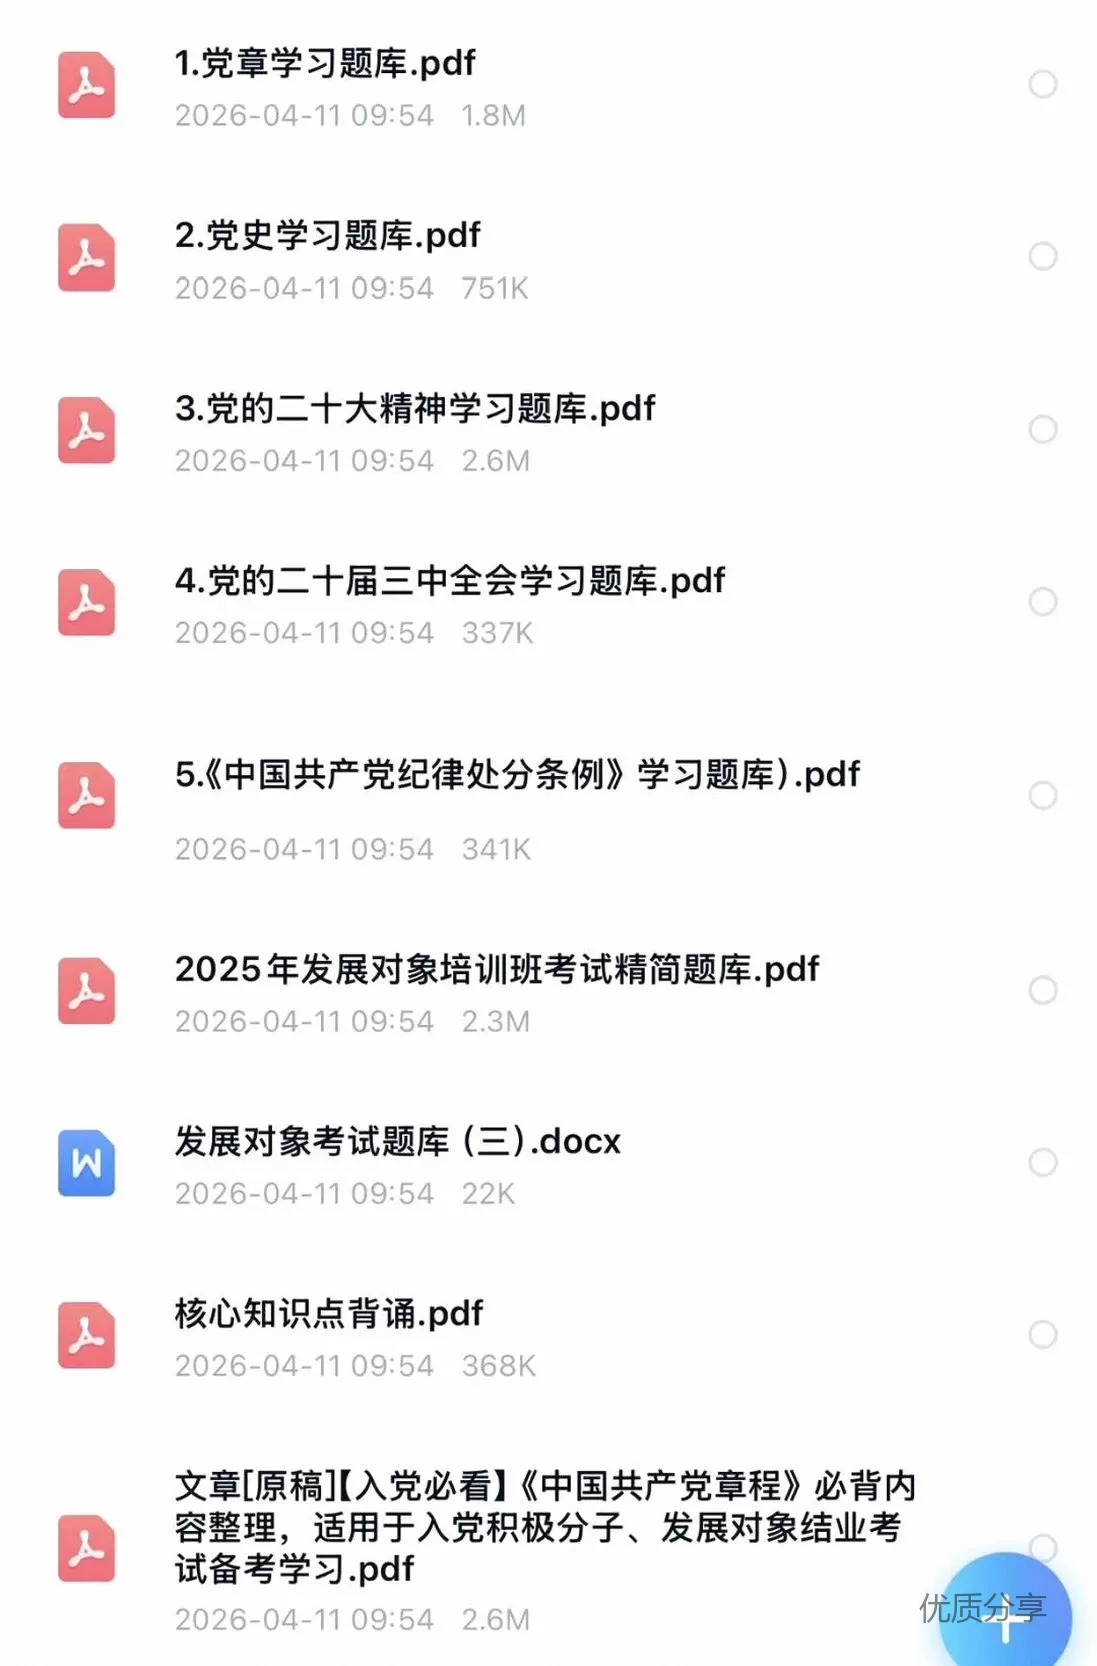 1.党章学习题库.pdf
2026-04-11 09:54 1.8M
2.党史学习题库.pdf
2026-04-11 09:54 751K
3.党的二十大精神学习题库.pdf
2026-04-11 09:54 2.6M
4.党的二十届三中全会学习题库.pdf
2026-04-11 09:54 337K
5.《中国共产党纪律处分条例》学习题库）.pdf
2026-04-11 09:54 341K
2025年发展对象培训班考试精简题库.pdf
2026-04-11 09:54 2.3M
发展对象考试题库（三）.docx
2026-04-11 09:54 22K
核心知识点背诵.pdf
2026-04-11 09:54 368K
文章[原稿]【入党必看】《中国共产党章程》必背内
容整理，适用于入党积极分子、发展对象结业考
试备考学习.pdf
2026-04-11 09:54 2.6M
优质分享